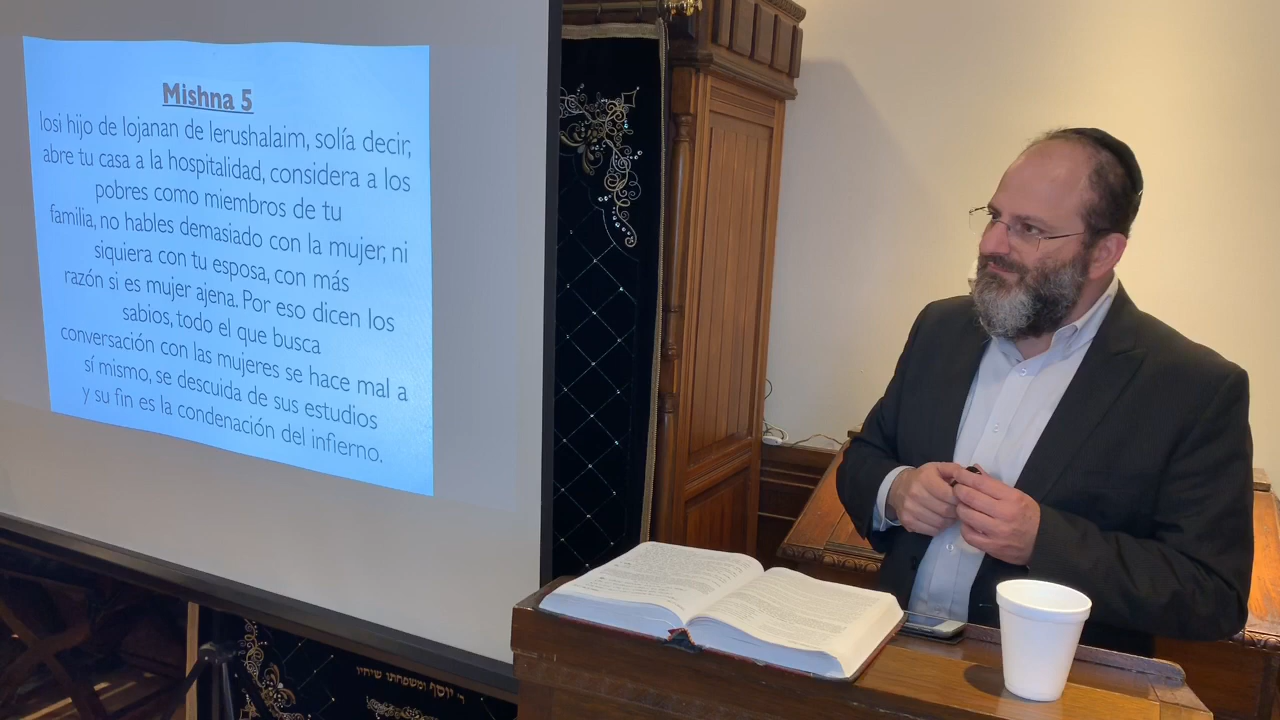 Mishna 5
Iosi hijo de Iojanan de Ierushalaim, solía decir,
abre tu casa a la hospitalidad, considera a los
pobres como miembros de tu
familia, no hables demasiado con la mujer, ni
siquiera con tu esposa, con más
razón si es mujer ajena. Por eso dicen los
sabios, todo el que busca
conversación con las mujeres se hace mal a
sí mismo, se descuida de sus estudios
y su fin es la condenación del infierno.
ר' יוסף ומשפחתו שיחיו